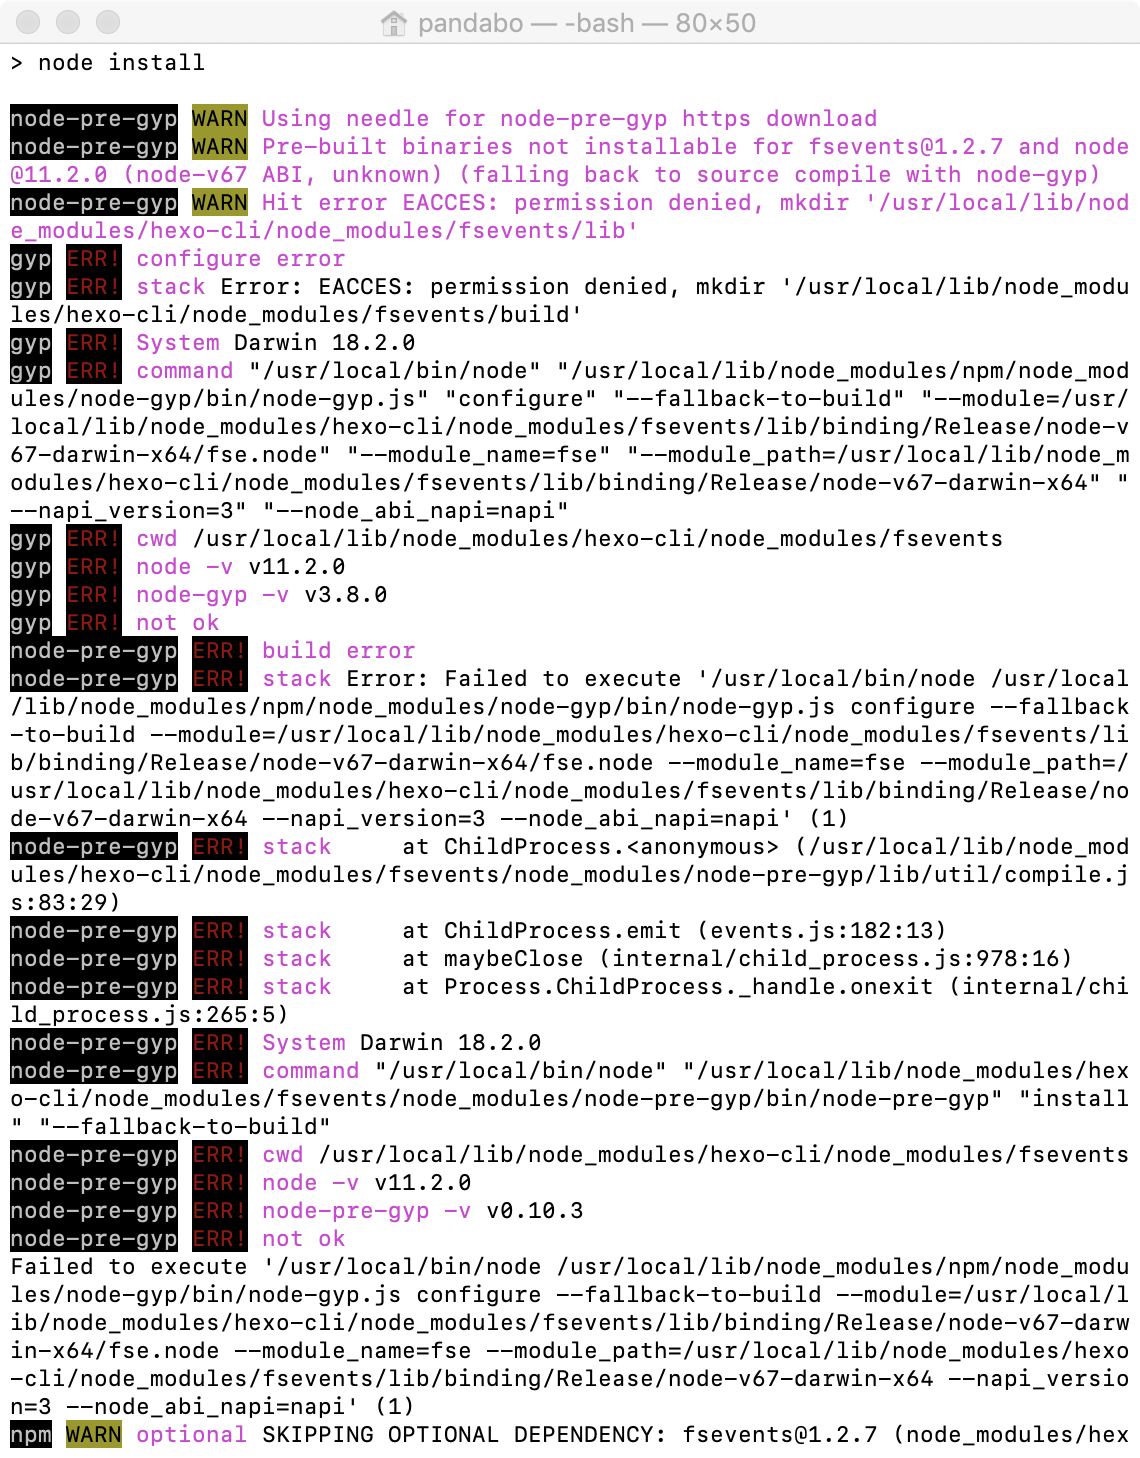 pandabo — -bash — 80×50
> node install
node-pre-gyp WARN Using needle for node-pre-gyp https download
node-pre-gyp WARN Pre-built binaries not installable for fsevents@1.2.7 and node
@11.2.0 (node-v67 ABI, unknown) (falling back to source compile with node-gyp)
node-pre-gyp WARN Hit error EACCES: permission denied, mkdir '/usr/local/lib/nod
e_modules/hexo-cli/node_modules/fsevents/lib'
gyp ERR! configure error
gyp ERR! stack Error: EACCES: permission denied, mkdir '/usr/local/lib/node_modu
les/hexo-cli/node_modules/fsevents/build'
gyp ERR! System Darwin 18.2.0
gyp ERR! command "/usr/local/bin/node" "/usr/local/lib/node_modules/npm/node_mod
ules/node-gyp/bin/node-gyp.js" "configure" "--fallback-to-build" "--module=/usr/
local/lib/node_modules/hexo-cli/node_modules/fsevents/lib/binding/Release/node-v
67-darwin-x64/fse.node" "--module_name=fse" "--module_path=/usr/local/lib/node_m
odules/hexo-cli/node_modules/fsevents/lib/binding/Release/node-v67-darwin-x64" "
--napi_version=3" "--node_abi_napi=napi"
gyp ERR! cwd /usr/local/lib/node_modules/hexo-cli/node_modules/fsevents
gyp ERR! node -v v11.2.0
gyp ERR! node-gyp -v v3.8.0
gyp ERR! not ok
node-pre-gyp ERR! build error
node-pre-gyp ERR! stack Error: Failed to execute '/usr/local/bin/node /usr/local
/lib/node_modules/npm/node_modules/node-gyp/bin/node-gyp.js configure --fallback
-to-build --module=/usr/local/lib/node_modules/hexo-cli/node_modules/fsevents/li
b/binding/Release/node-v67-darwin-x64/fse.node --module_name=fse --module_path=/
usr/local/lib/node_modules/hexo-cli/node_modules/fsevents/lib/binding/Release/no
de-v67-darwin-x64 --napi_version=3 --node_abi_napi=napi' (1)
node-pre-gyp ERR! stack     at ChildProcess.<anonymous> (/usr/local/lib/node_mod
ules/hexo-cli/node_modules/fsevents/node_modules/node-pre-gyp/lib/util/compile.j
s:83:29)
node-pre-gyp ERR! stack     at ChildProcess.emit (events.js:182:13)
node-pre-gyp ERR! stack     at maybeClose (internal/child_process.js:978:16)
node-pre-gyp ERR! stack     at Process.ChildProcess._handle.onexit (internal/chi
ld_process.js:265:5)
node-pre-gyp ERR! System Darwin 18.2.0
node-pre-gyp ERR! command "/usr/local/bin/node" "/usr/local/lib/node_modules/hex
o-cli/node_modules/fsevents/node_modules/node-pre-gyp/bin/node-pre-gyp" "install
" "--fallback-to-build"
node-pre-gyp ERR! cwd /usr/local/lib/node_modules/hexo-cli/node_modules/fsevents
node-pre-gyp ERR! node -v v11.2.0
node-pre-gyp ERR! node-pre-gyp -v v0.10.3
node-pre-gyp ERR! not ok
Failed to execute '/usr/local/bin/node /usr/local/lib/node_modules/npm/node_modu
les/node-gyp/bin/node-gyp.js configure --fallback-to-build --module=/usr/local/l
ib/node_modules/hexo-cli/node_modules/fsevents/lib/binding/Release/node-v67-darw
in-x64/fse.node --module_name=fse --module_path=/usr/local/lib/node_modules/hexo
-cli/node_modules/fsevents/lib/binding/Release/node-v67-darwin-x64 --napi_versio
n=3 --node_abi_napi=napi' (1)
npm WARN optional SKIPPING OPTIONAL DEPENDENCY: fsevents@1.2.7 (node_modules/hex